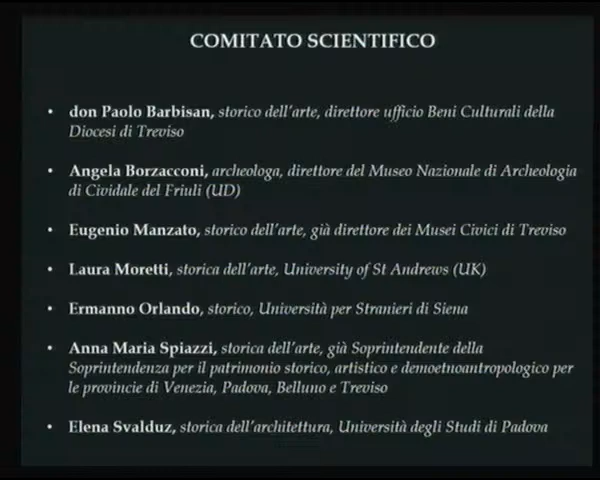 COMITATO SCIENTIFICO
• don Paolo Barbisan, storico dell'arte, direttore ufficio Beni Culturali della
Diocesi di Treviso
• Angela Borzacconi, archeologa, direttore del Museo Nazionale di Archeologia
di Cividale del Friuli (UD)
• Eugenio Manzato, storico dell'arte, già direttore dei Musei Civici di Treviso
• Laura Moretti, storica dell'arte, University of St Andrews (UK)
• Ermanno Orlando, storico, Università per Stranieri di Siena
• Anna Maria Spiazzi, storica dell'arte, già Soprintendente della
Soprintendenza per il patrimonio storico, artistico e demoetnoantropologico per
le provincie di Venezia, Padova, Belluno e Treviso
• Elena Svalduz, storica dell'architettura, Università degli Studi di Padova